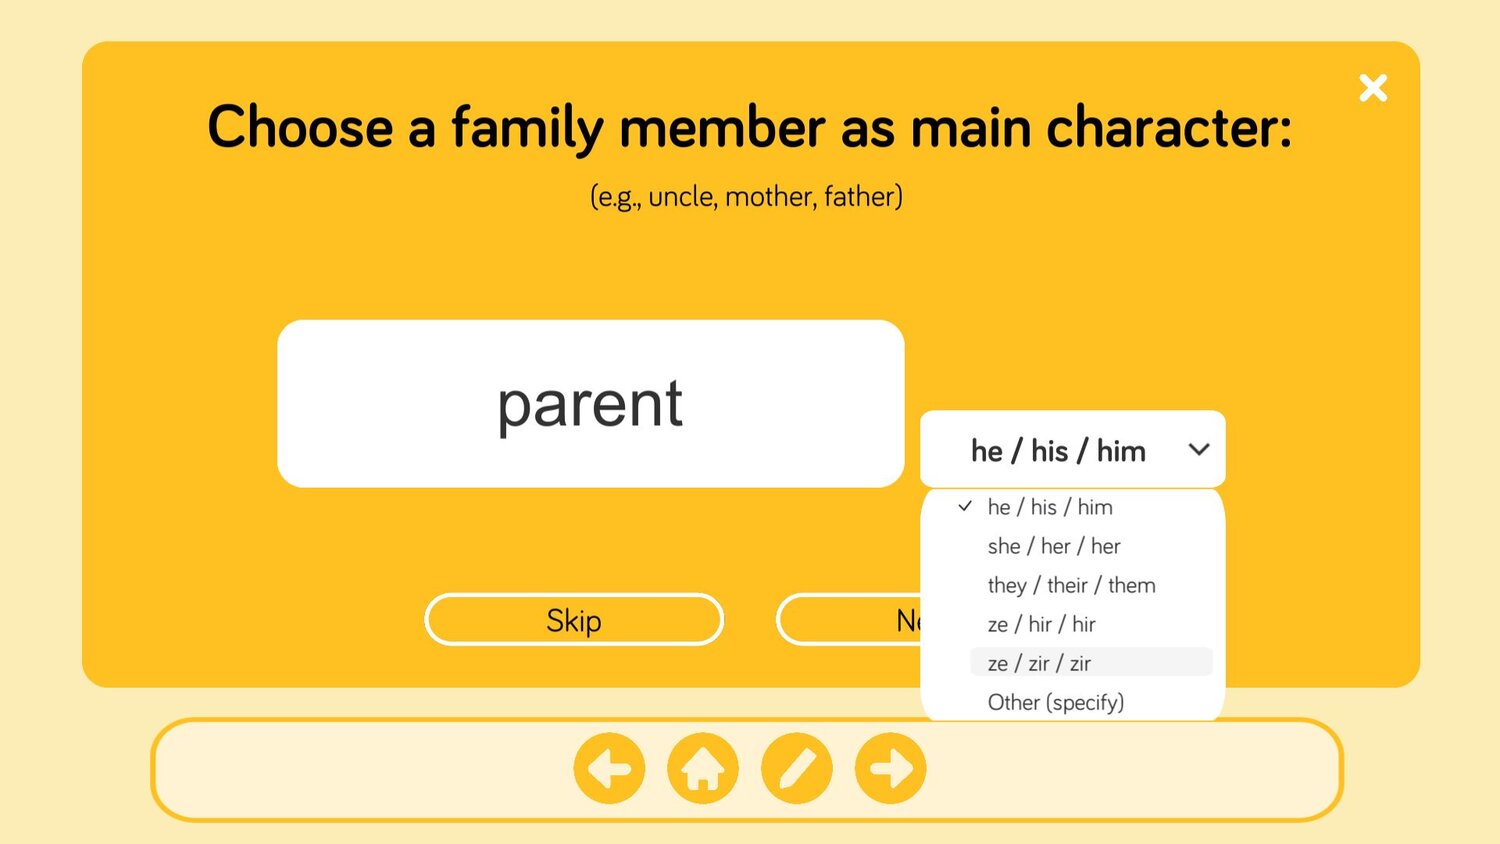 Choose a family member as main character:
(e.g., uncle, mother, father)
parent
he / his / him
he / his / him
she / her / her
they / their / them
ze / hir / hir
ze / zir / zir
Other (specify)
Skip